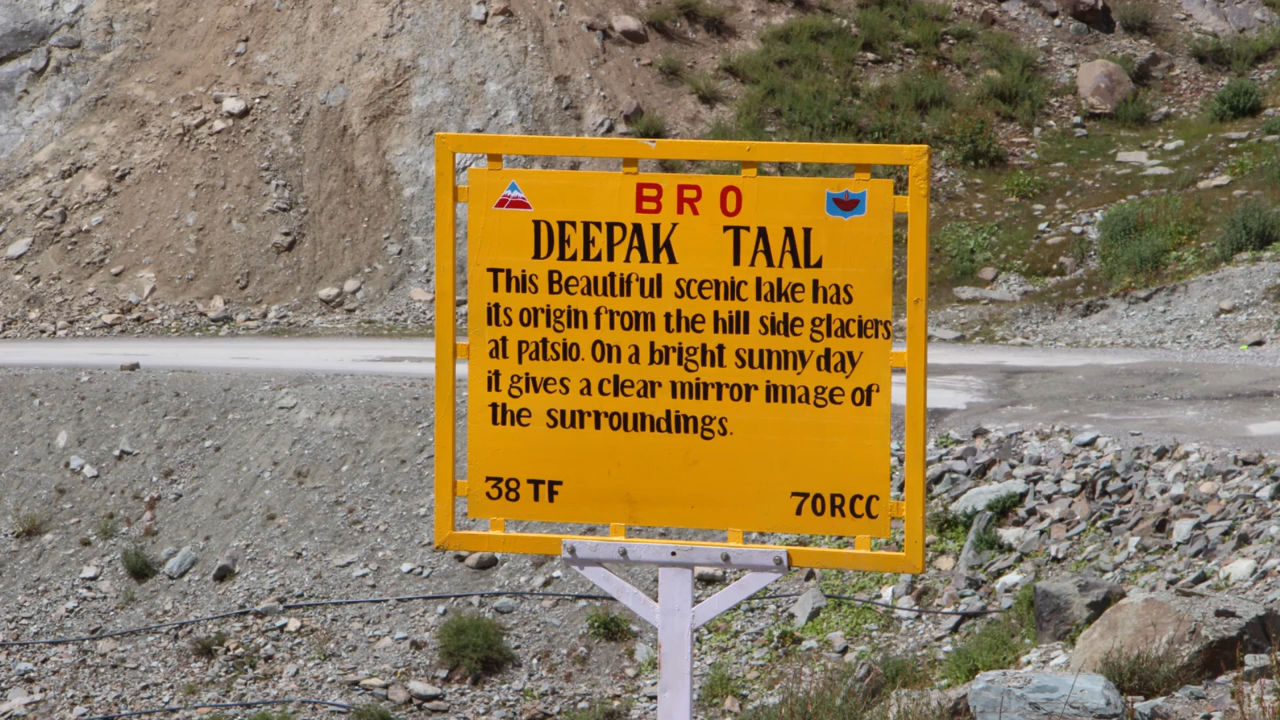 BRO
DEEPAK TAAL
This Beautiful scenic lake has
its origin from the hill side glaciers
at patsio. On a bright sunny day
it gives a clear mirror image of
the surroundings.
38 TF 70RCC